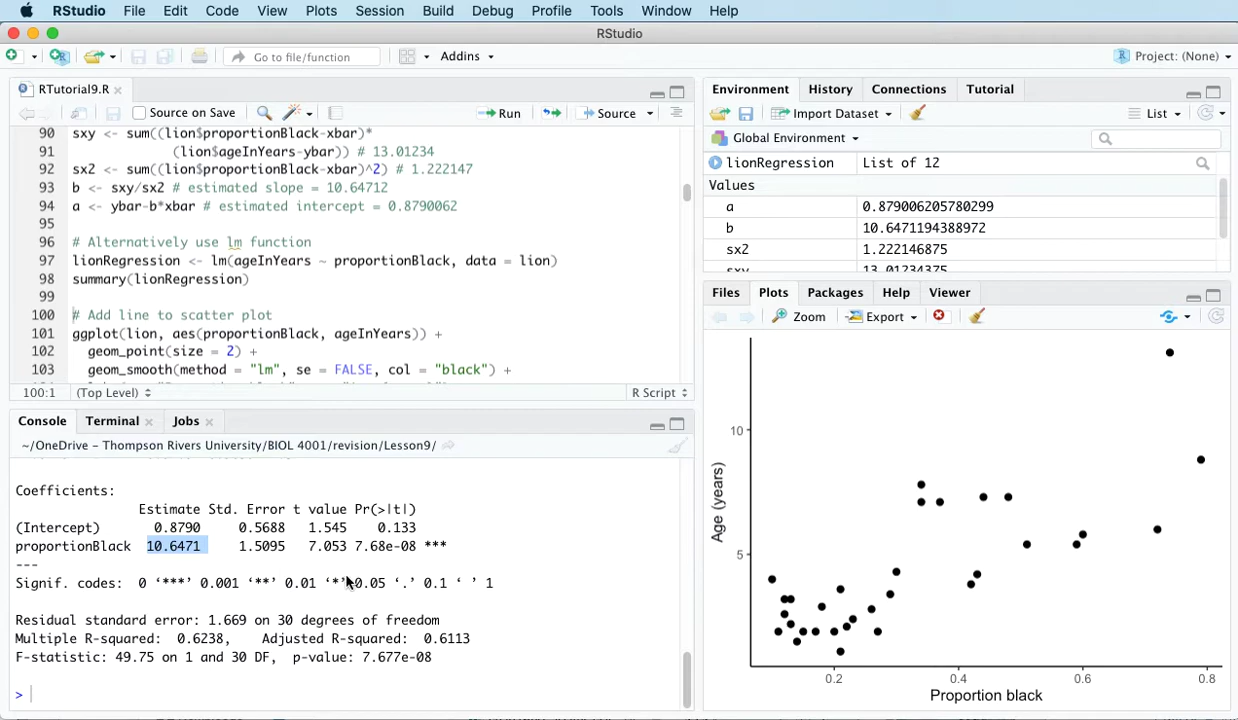 RStudio File Edit Code View Plots Session Build Debug Profile Tools Window Help
RStudio
Go to file/function Addins Project: (None)
RTutorial9.R
Source on Save Run Source
90 sxy <- sum((lion$proportionBlack-xbar)*
91 (lion$ageInYears-ybar)) # 13.01234
92 sx2 <- sum((lion$proportionBlack-xbar)^2) # 1.222147
93 b <- sxy/sx2 # estimated slope = 10.64712
94 a <- ybar-b*xbar # estimated intercept = 0.8790062
95
96 # Alternatively use lm function
97 lionRegression <- lm(ageInYears ~ proportionBlack, data = lion)
98 summary(lionRegression)
99
100 # Add line to scatter plot
101 ggplot(lion, aes(proportionBlack, ageInYears)) +
102 geom_point(size = 2) +
103 geom_smooth(method = "lm", se = FALSE, col = "black") +
100:1 (Top Level) R Script
Console Terminal Jobs
~/OneDrive - Thompson Rivers University/BIOL 4001/revision/Lesson9/
Coefficients:
Estimate Std. Error t value Pr(>|t|)
(Intercept) 0.8790 0.5688 1.545 0.133
proportionBlack 10.6471 1.5095 7.053 7.68e-08 ***
---
Signif. codes: 0 ‘***’ 0.001 ‘**’ 0.01 ‘*’ 0.05 ‘.’ 0.1 ‘ ’ 1
Residual standard error: 1.669 on 30 degrees of freedom
Multiple R-squared: 0.6238, Adjusted R-squared: 0.6113
F-statistic: 49.75 on 1 and 30 DF, p-value: 7.677e-08
>
Environment History Connections Tutorial
Import Dataset List
Global Environment
lionRegression List of 12
Values
a 0.879006205780299
b 10.6471194388972
sx2 1.222146875
sxy 13.01234375
Files Plots Packages Help Viewer
Zoom Export
10
5
Age (years)
0.2 0.4 0.6 0.8
Proportion black